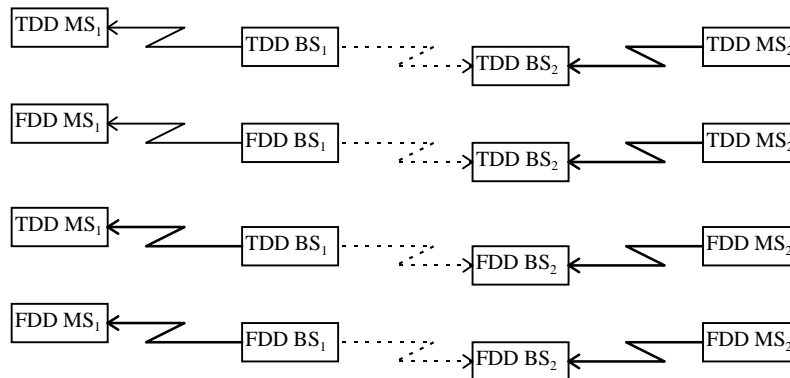 TDD MS₁ TDD BS₁ TDD BS₂ TDD MS₂
FDD MS₁ FDD BS₁ TDD BS₂ TDD MS₂
TDD MS₁ TDD BS₁ FDD BS₂ FDD MS₂
FDD MS₁ FDD BS₁ FDD BS₂ FDD MS₂